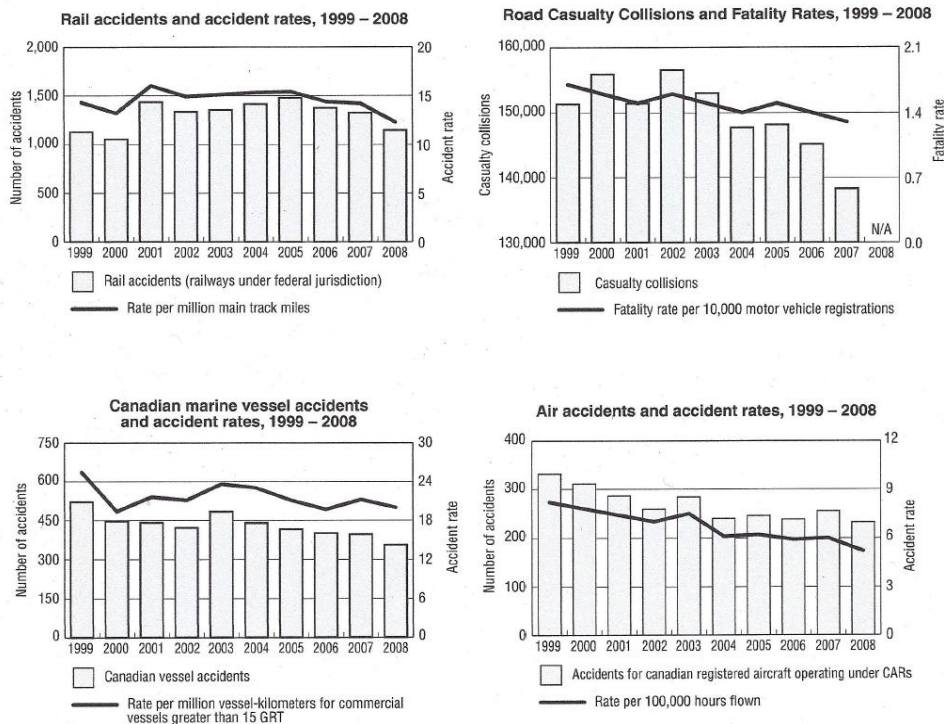 Rail accidents and accident rates, 1999 – 2008
2,000
1,500
1,000
500
0
Number of accidents
20
15
10
5
0
Accident rate
1999 2000 2001 2002 2003 2004 2005 2006 2007 2008
Rail accidents (railways under federal jurisdiction)
Rate per million main track miles
Road Casualty Collisions and Fatality Rates, 1999 – 2008
160,000
150,000
140,000
130,000
Casualty collisions
2.1
1.4
0.7
0.0
Fatality rate
N/A
1999 2000 2001 2002 2003 2004 2005 2006 2007 2008
Casualty collisions
Fatality rate per 10,000 motor vehicle registrations
Canadian marine vessel accidents
and accident rates, 1999 – 2008
750
600
450
300
150
0
Number of accidents
30
24
18
12
6
0
Accident rate
1999 2000 2001 2002 2003 2004 2005 2006 2007 2008
Canadian vessel accidents
Rate per million vessel-kilometers for commercial
vessels greater than 15 GRT
Air accidents and accident rates, 1999 – 2008
400
300
200
100
0
Number of accidents
12
9
6
3
0
Accident rate
1999 2000 2001 2002 2003 2004 2005 2006 2007 2008
Accidents for canadian registered aircraft operating under CARs
Rate per 100,000 hours flown